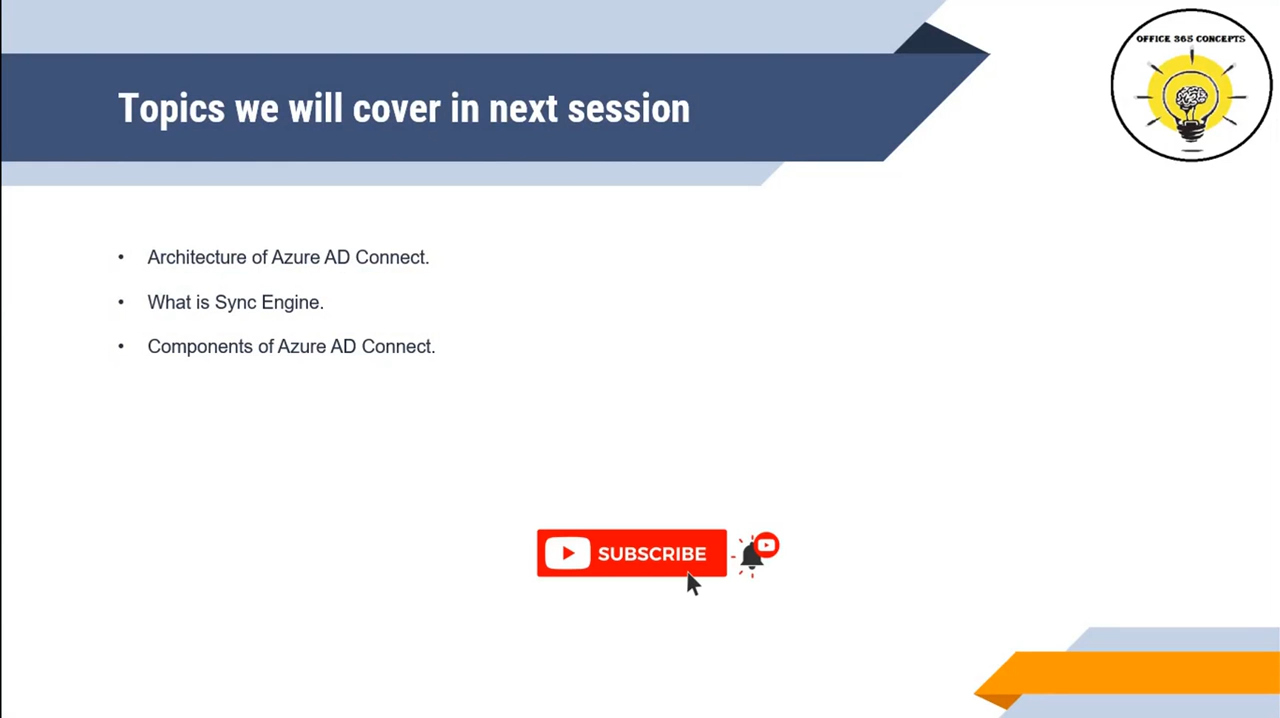 OFFICE 365 CONCEPTS
Topics we will cover in next session
• Architecture of Azure AD Connect.
• What is Sync Engine.
• Components of Azure AD Connect.
SUBSCRIBE